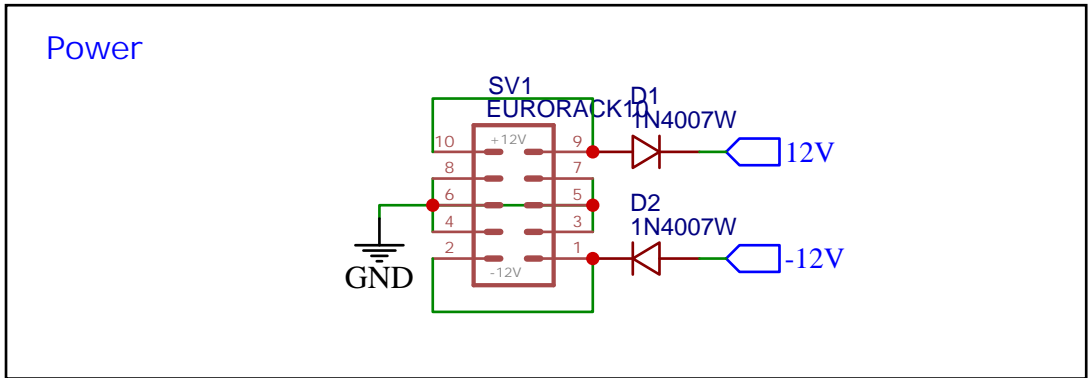 Power
SV1
EURORACK10
D1
1N4007W
10
+12V
9
12V
8
7
6
5
D2
1N4007W
4
3
2
1
-12V
-12V
GND